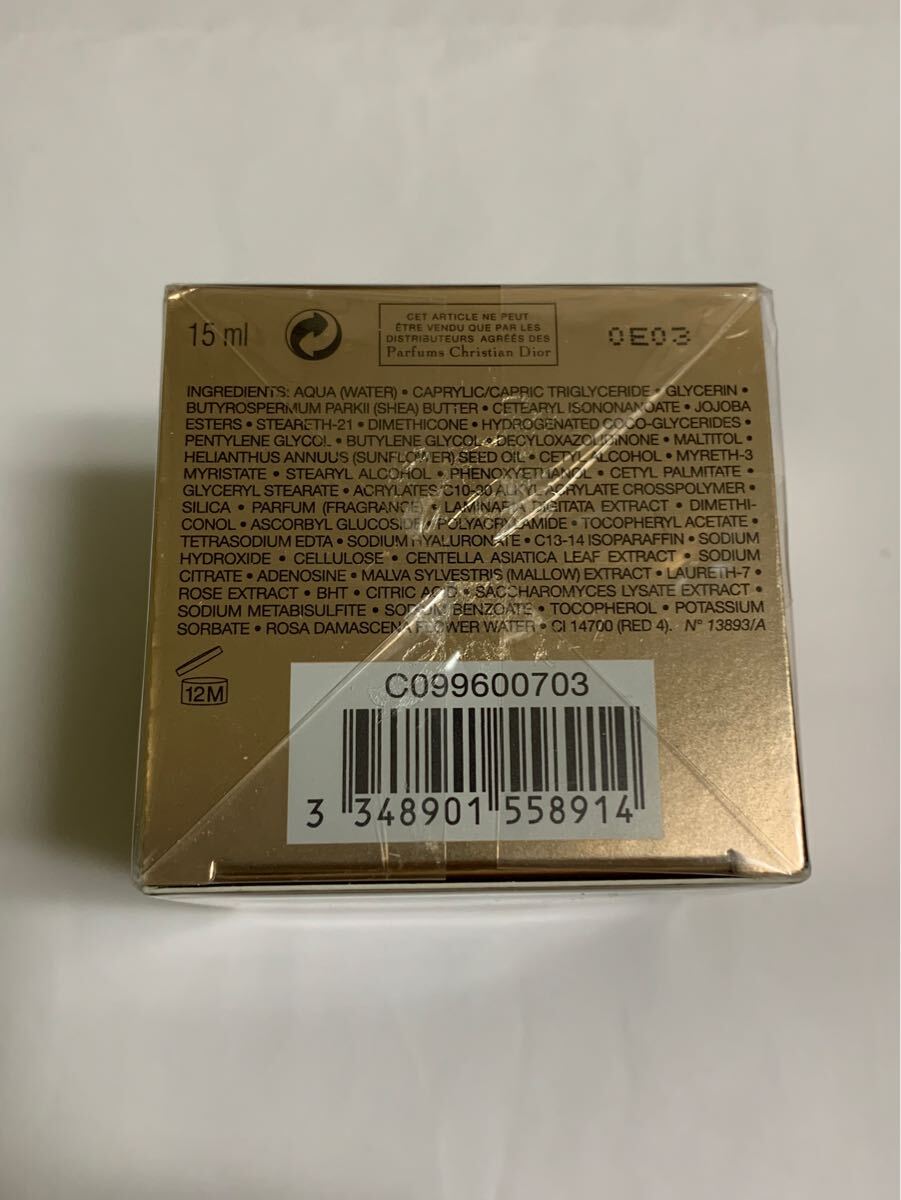 15 ml
CET ARTICLE NE PEUT
ÊTRE VENDU QUE PAR LES
DISTRIBUTEURS AGRÉÉS DES
Parfums Christian Dior
0E03
INGREDIENTS: AQUA (WATER) • CAPRYLIC/CAPRIC TRIGLYCERIDE • GLYCERIN •
BUTYROSPERMUM PARKII (SHEA) BUTTER • CETEARYL ISONONANOATE • JOJOBA
ESTERS • STEARETH-21 • DIMETHICONE • HYDROGENATED COCO-GLYCERIDES •
PENTYLENE GLYCOL • BUTYLENE GLYCOL • DECYLOXAZOLIDINONE • MALTITOL •
HELIANTHUS ANNUUS (SUNFLOWER) SEED OIL • CETYL ALCOHOL • MYRETH-3
MYRISTATE • STEARYL ALCOHOL • PHENOXYETHANOL • CETYL PALMITATE •
GLYCERYL STEARATE • ACRYLATES C10-30 ALKYL ACRYLATE CROSSPOLYMER •
SILICA • PARFUM (FRAGRANCE) • LAMINARIA DIGITATA EXTRACT • DIMETHI-
CONOL • ASCORBYL GLUCOSIDE • POLYACRYLAMIDE • TOCOPHERYL ACETATE •
TETRASODIUM EDTA • SODIUM HYALURONATE • C13-14 ISOPARAFFIN • SODIUM
HYDROXIDE • CELLULOSE • CENTELLA ASIATICA LEAF EXTRACT • SODIUM
CITRATE • ADENOSINE • MALVA SYLVESTRIS (MALLOW) EXTRACT • LAURETH-7 •
ROSE EXTRACT • BHT • CITRIC ACID • SACCHAROMYCES LYSATE EXTRACT •
SODIUM METABISULFITE • SODIUM BENZOATE • TOCOPHEROL • POTASSIUM
SORBATE • ROSA DAMASCENA FLOWER WATER • CI 14700 (RED 4). N° 13893/A
12M
C099600703
3 348901 558914